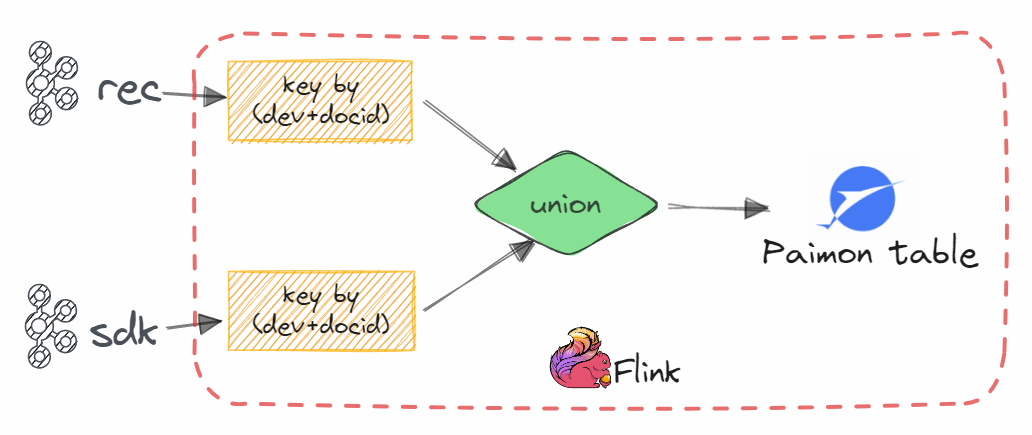 rec
key by
(dev+docid)
union
Paimon table
sdk
key by
(dev+docid)
Flink